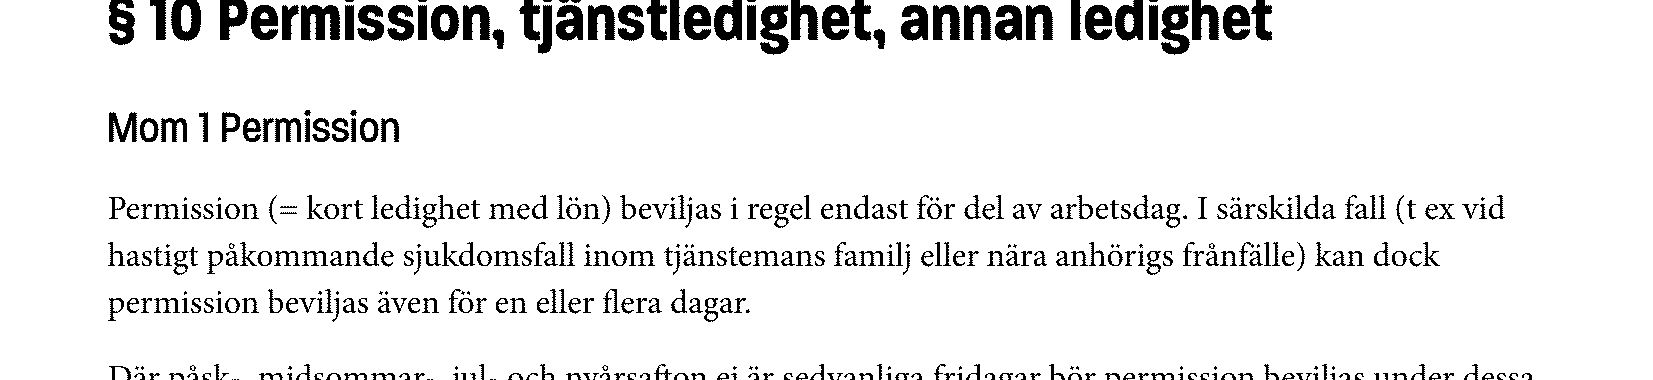 § 10 Permission, tjänstledighet, annan ledighet
Mom 1 Permission
Permission (= kort ledighet med lön) beviljas i regel endast för del av arbetsdag. I särskilda fall (t ex vid
hastigt påkommande sjukdomsfall inom tjänstemans familj eller nära anhörigs frånfälle) kan dock
permission beviljas även för en eller flera dagar.
Där påsk-, midsommar-, jul- och nyårsafton ej är sedvanliga fridagar bör permission beviljas under dessa